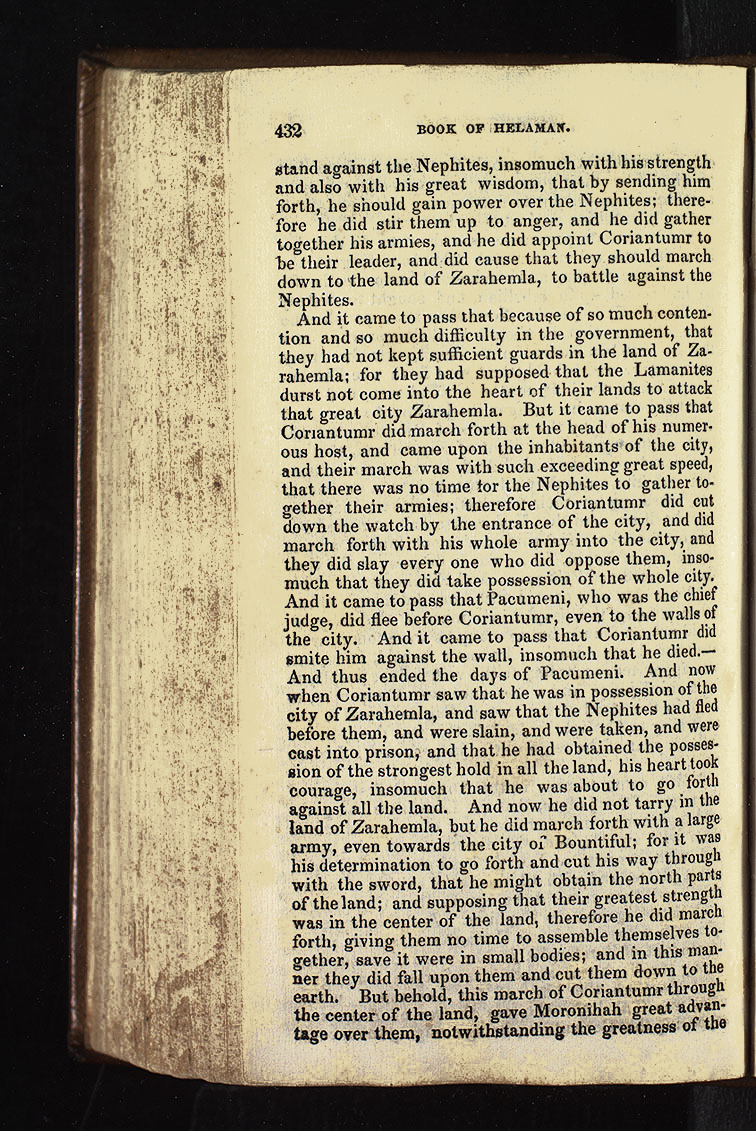 432 BOOK OF HELAMAN.
stand against the Nephites, insomuch with his strength
and also with his great wisdom, that by sending him
forth, he should gain power over the Nephites; there-
fore he did stir them up to anger, and he did gather
together his armies, and he did appoint Coriantumr to
be their leader, and did cause that they should march
down to the land of Zarahemla, to battle against the
Nephites.
And it came to pass that because of so much conten-
tion and so much difficulty in the government, that
they had not kept sufficient guards in the land of Za-
rahemla; for they had supposed that the Lamanites
durst not come into the heart of their lands to attack
that great city Zarahemla. But it came to pass that
Coriantumr did march forth at the head of his numer-
ous host, and came upon the inhabitants of the city,
and their march was with such exceeding great speed,
that there was no time for the Nephites to gather to-
gether their armies; therefore Coriantumr did cut
down the watch by the entrance of the city, and did
march forth with his whole army into the city, and
they did slay every one who did oppose them, inso-
much that they did take possession of the whole city.
And it came to pass that Pacumeni, who was the chief
judge, did flee before Coriantumr, even to the walls of
the city. And it came to pass that Coriantumr did
smite him against the wall, insomuch that he died.—
And thus ended the days of Pacumeni. And now
when Coriantumr saw that he was in possession of the
city of Zarahemla, and saw that the Nephites had fled
before them, and were slain, and were taken, and were
cast into prison, and that he had obtained the posses-
sion of the strongest hold in all the land, his heart took
courage, insomuch that he was about to go forth
against all the land. And now he did not tarry in the
land of Zarahemla, but he did march forth with a large
army, even towards the city of Bountiful; for it was
his determination to go forth and cut his way through
with the sword, that he might obtain the north parts
of the land; and supposing that their greatest strength
was in the center of the land, therefore he did march
forth, giving them no time to assemble themselves to-
gether, save it were in small bodies; and in this man-
ner they did fall upon them and cut them down to the
earth. But behold, this march of Coriantumr through
the center of the land, gave Moronihah great advan-
tage over them, notwithstanding the greatness of the